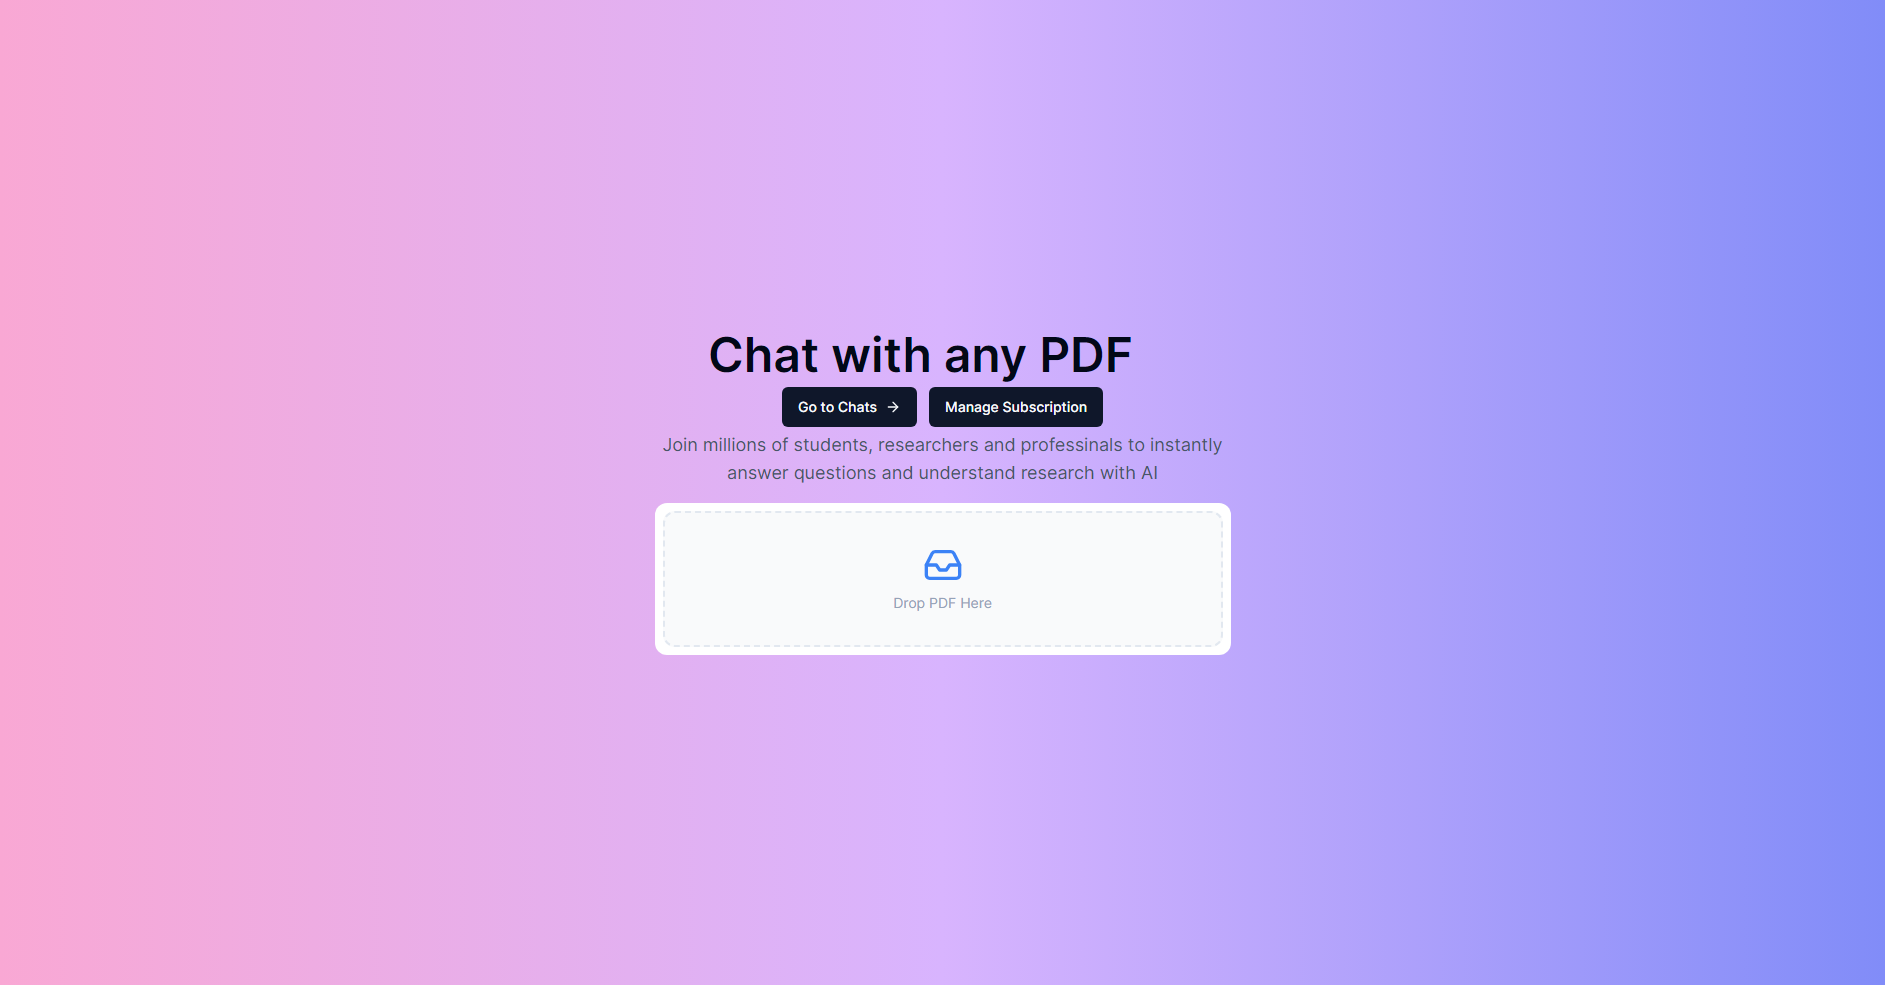 Chat with any PDF
Go to Chats
Manage Subscription
Join millions of students, researchers and professinals to instantly
answer questions and understand research with AI
Drop PDF Here